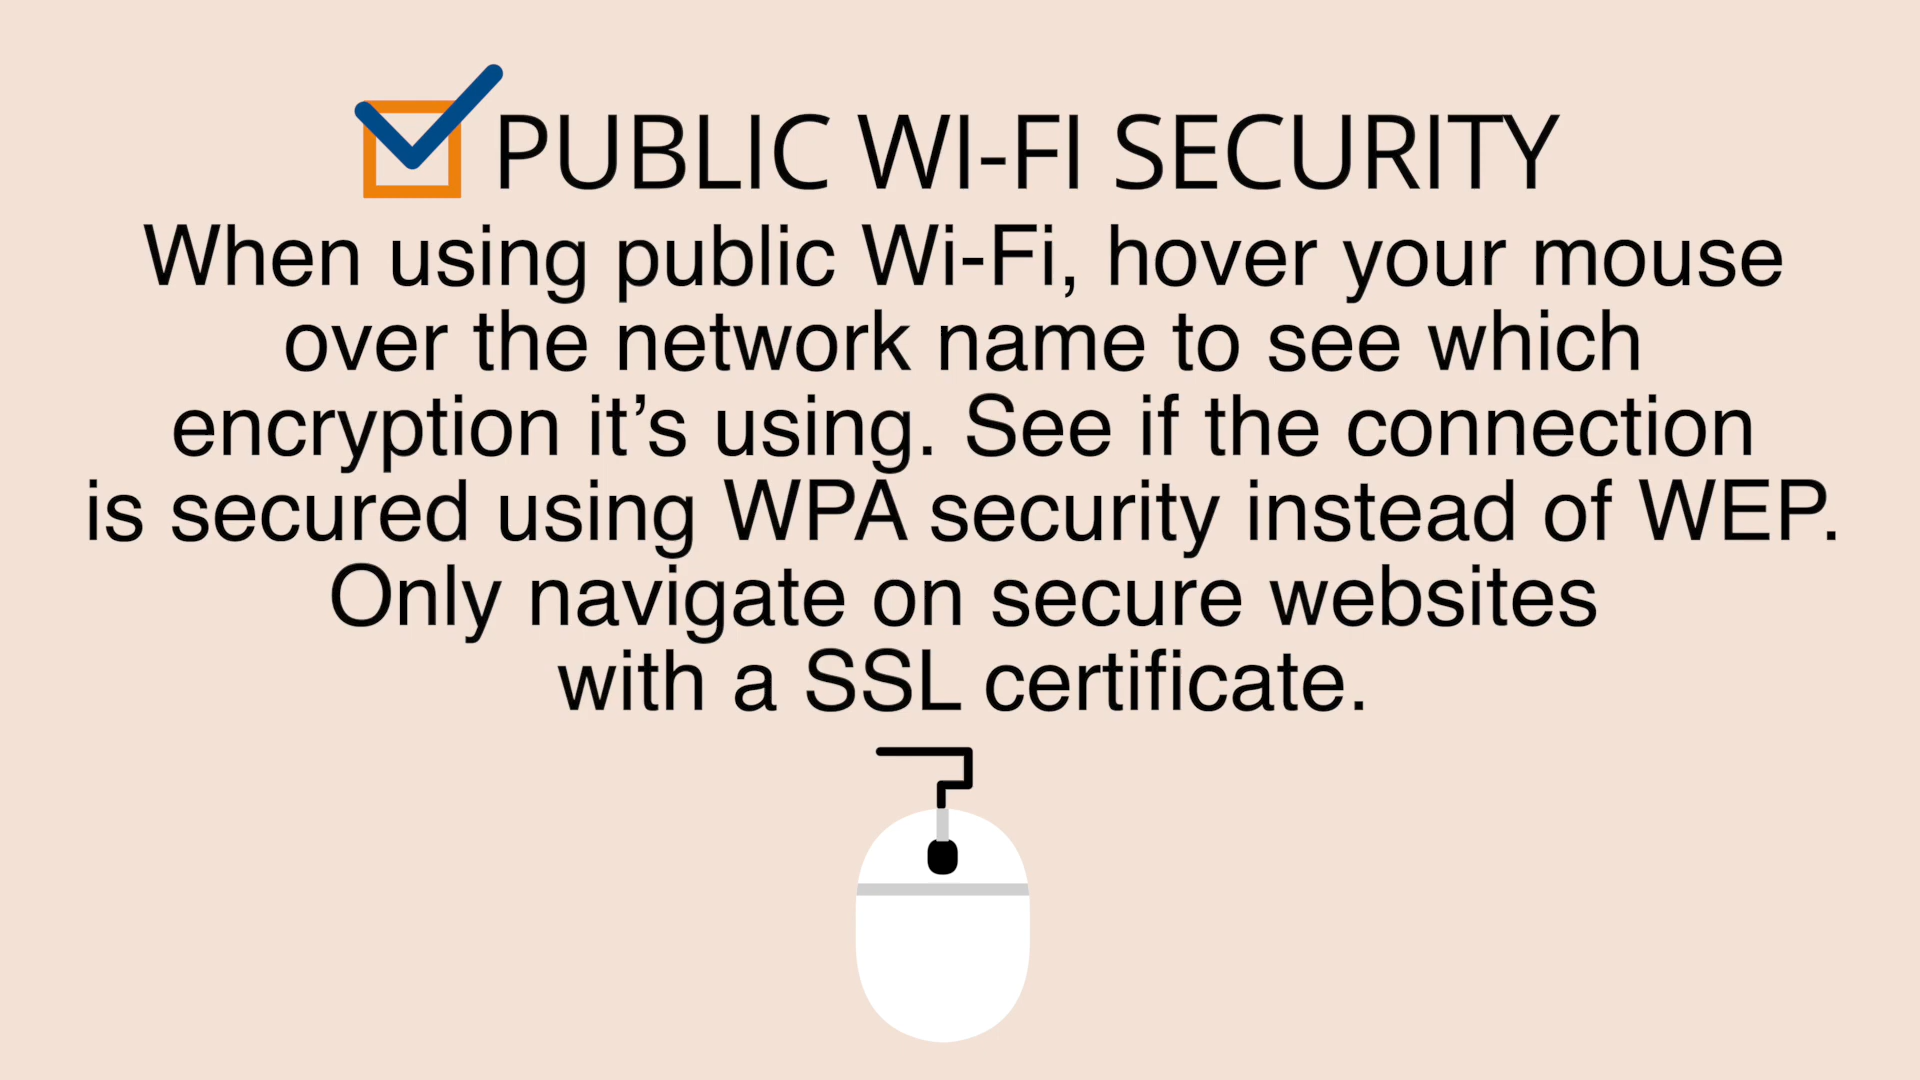 PUBLIC WI-FI SECURITY
When using public Wi-Fi, hover your mouse
over the network name to see which
encryption it’s using. See if the connection
is secured using WPA security instead of WEP.
Only navigate on secure websites
with a SSL certificate.